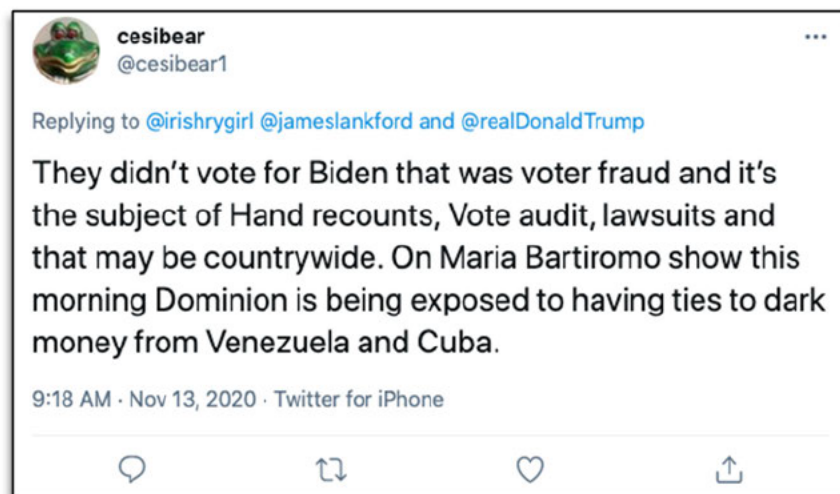 cesibear
@cesibear1
Replying to @irishrygirl @jameslankford and @realDonaldTrump
They didn't vote for Biden that was voter fraud and it's
the subject of Hand recounts, Vote audit, lawsuits and
that may be countrywide. On Maria Bartiromo show this
morning Dominion is being exposed to having ties to dark
money from Venezuela and Cuba.
9:18 AM · Nov 13, 2020 · Twitter for iPhone